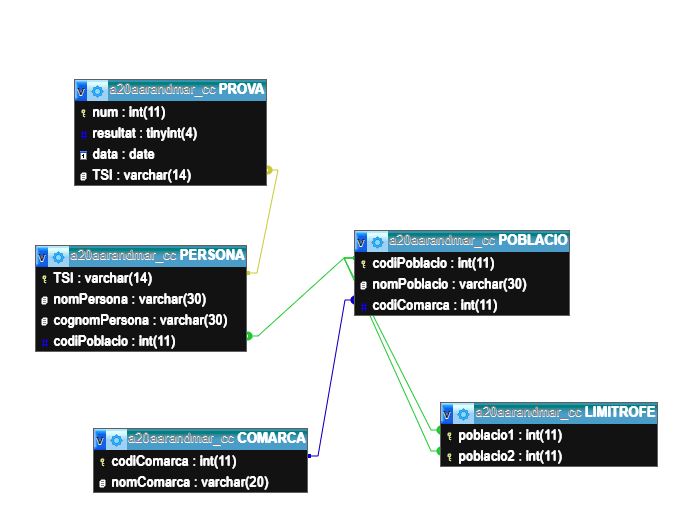 a20aarandmar_cc PROVA
num : int(11)
resultat : tinyint(4)
data : date
TSI : varchar(14)
a20aarandmar_cc PERSONA
TSI : varchar(14)
nomPersona : varchar(30)
cognomPersona : varchar(30)
codiPoblacio : int(11)
a20aarandmar_cc POBLACIO
codiPoblacio : int(11)
nomPoblacio : varchar(30)
codiComarca : int(11)
a20aarandmar_cc LIMITROFE
poblacio1 : int(11)
poblacio2 : int(11)
a20aarandmar_cc COMARCA
codiComarca : int(11)
nomComarca : varchar(20)